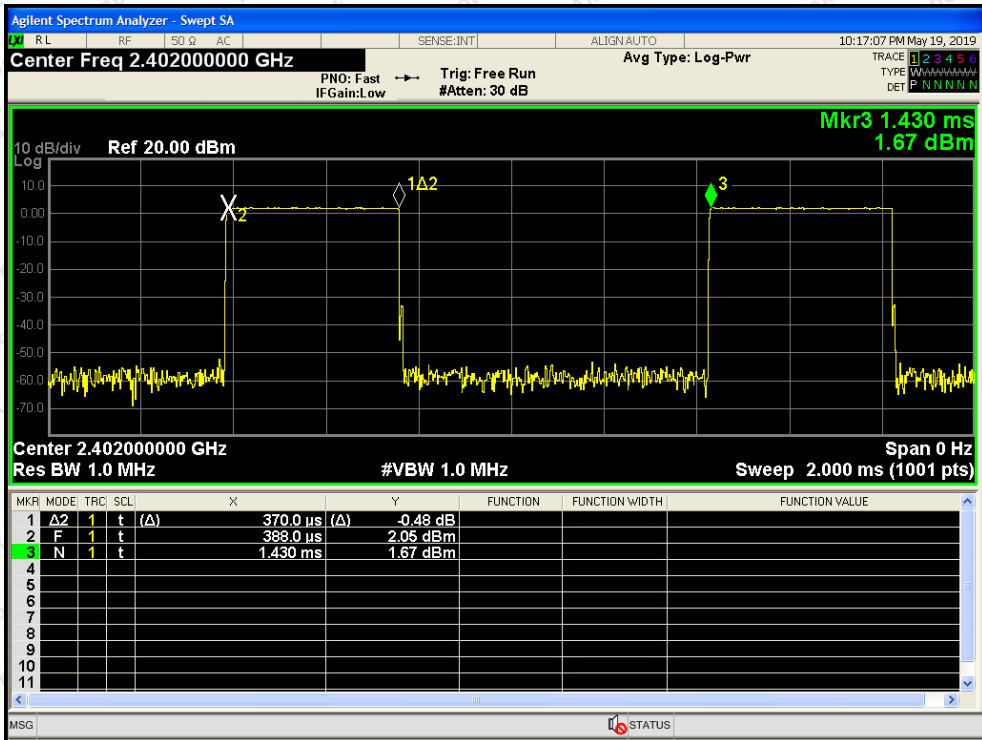 Agilent Spectrum Analyzer - Swept SA
LXI RL RF 50 Ω AC SENSE:INT ALIGN AUTO 10:17:07 PM May 19, 2019
Center Freq 2.402000000 GHz
PNO: Fast
IFGain:Low
Trig: Free Run
#Atten: 30 dB
Avg Type: Log-Pwr
TRACE 1 2 3 4 5 6
TYPE W
DET P N N N N N
Mkr3 1.430 ms
1.67 dBm
10 dB/div Ref 20.00 dBm
Log
10.0
0.00
-10.0
-20.0
-30.0
-40.0
-50.0
-60.0
-70.0
X2
1Δ2
3
Center 2.402000000 GHz Span 0 Hz
Res BW 1.0 MHz #VBW 1.0 MHz Sweep 2.000 ms (1001 pts)
MKR MODE TRC SCL X Y FUNCTION FUNCTION WIDTH FUNCTION VALUE
1 Δ2 1 t (Δ) 370.0 µs (Δ) -0.48 dB
2 F 1 t 388.0 µs 2.05 dBm
3 N 1 t 1.430 ms 1.67 dBm
4
5
6
7
8
9
10
11
MSG STATUS